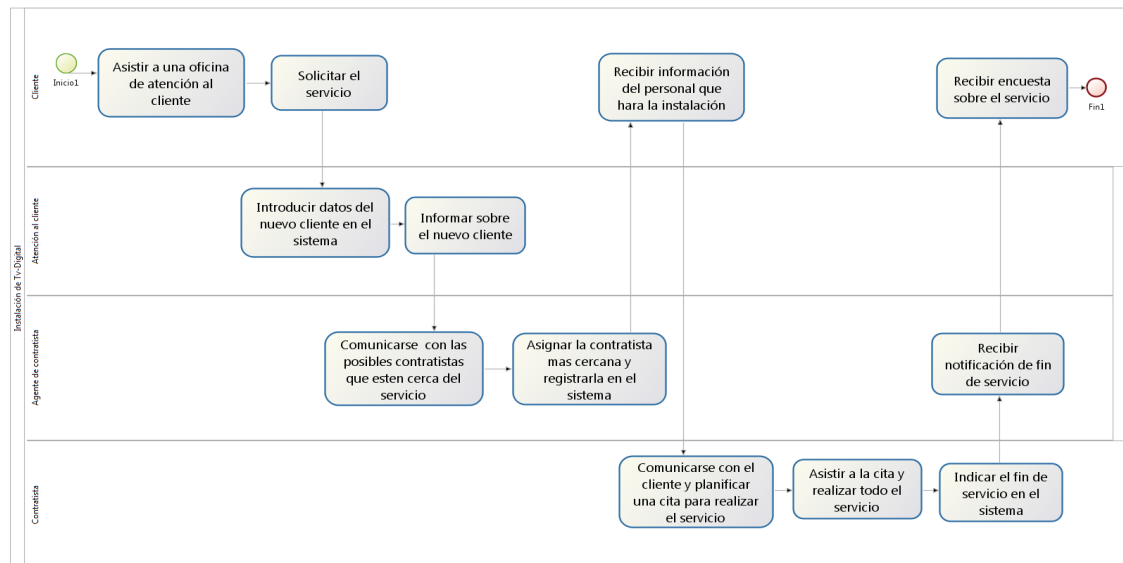 Instalación de Tv-Digital
Cliente
Inicio1
Asistir a una oficina
de atención al
cliente
Solicitar el
servicio
Recibir información
del personal que
hara la instalación
Recibir encuesta
sobre el servicio
Fin1
Atención al cliente
Introducir datos del
nuevo cliente en el
sistema
Informar sobre
el nuevo cliente
Agente de contratista
Comunicarse con las
posibles contratistas
que esten cerca del
servicio
Asignar la contratista
mas cercana y
registrarla en el
sistema
Recibir
notificación de fin
de servicio
Contratista
Comunicarse con el
cliente y planificar
una cita para realizar
el servicio
Asistir a la cita y
realizar todo el
servicio
Indicar el fin de
servicio en el
sistema